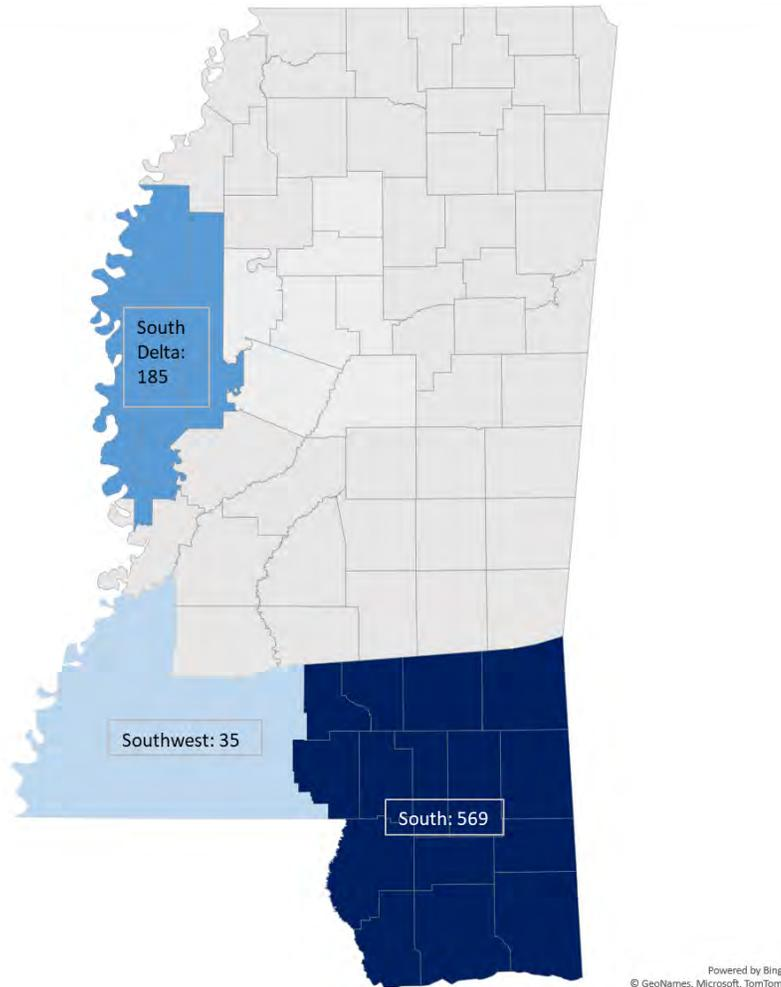 South
Delta:
185
Southwest: 35
South: 569
Powered by Bing
© GeoNames, Microsoft, TomTom